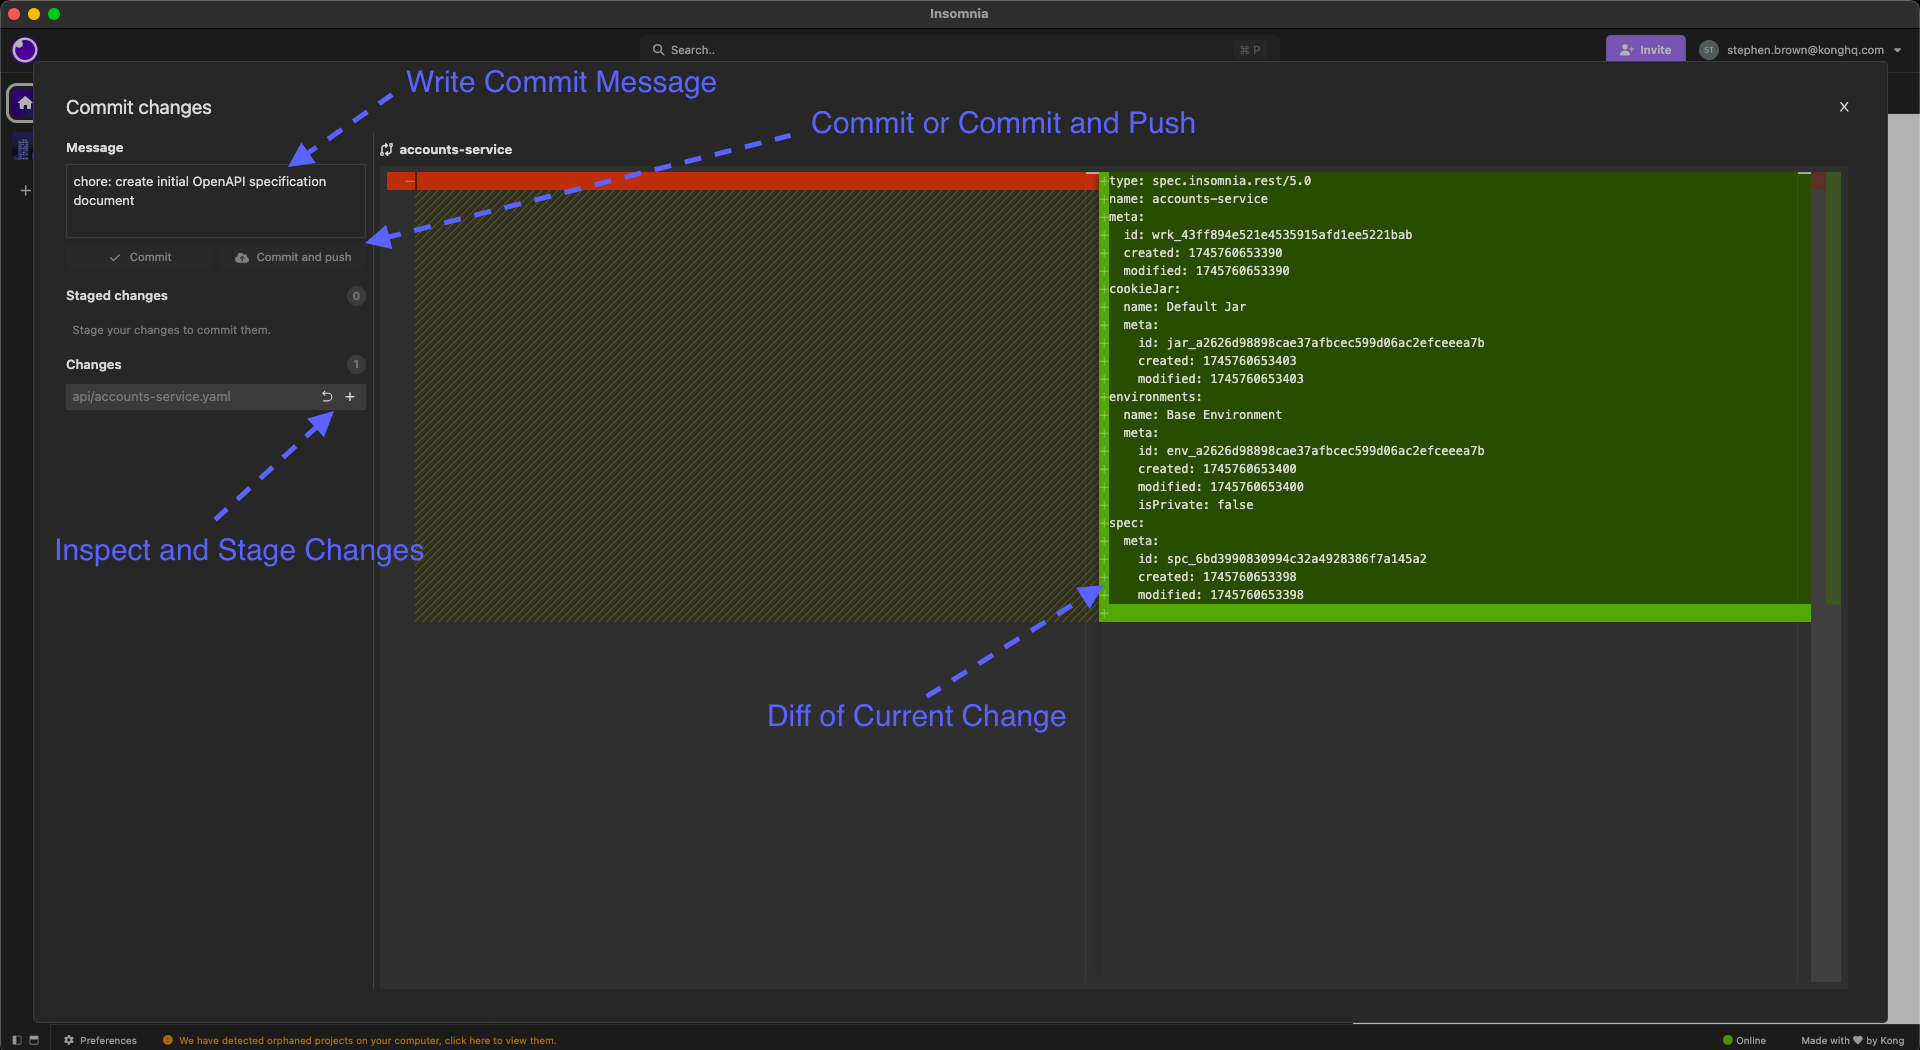 Insomnia
Search..
⌘ P
Invite
ST
stephen.brown@konghq.com
Write Commit Message
Commit changes
Commit or Commit and Push
Message
accounts-service
chore: create initial OpenAPI specification
document
Commit
Commit and push
Staged changes
0
Stage your changes to commit them.
Changes
1
api/accounts-service.yaml
Inspect and Stage Changes
+type: spec.insomnia.rest/5.0
+name: accounts-service
+meta:
+  id: wrk_43ff894e521e4535915afd1ee5221bab
+  created: 1745760653390
+  modified: 1745760653390
+cookieJar:
+  name: Default Jar
+  meta:
+    id: jar_a2626d98898cae37afbcec599d06ac2efceeea7b
+    created: 1745760653403
+    modified: 1745760653403
+environments:
+  name: Base Environment
+  meta:
+    id: env_a2626d98898cae37afbcec599d06ac2efceeea7b
+    created: 1745760653400
+    modified: 1745760653400
+    isPrivate: false
+spec:
+  meta:
+    id: spc_6bd3990830994c32a4928386f7a145a2
+    created: 1745760653398
+    modified: 1745760653398
+
Diff of Current Change
Preferences
We have detected orphaned projects on your computer, click here to view them.
Online
Made with ♥ by Kong